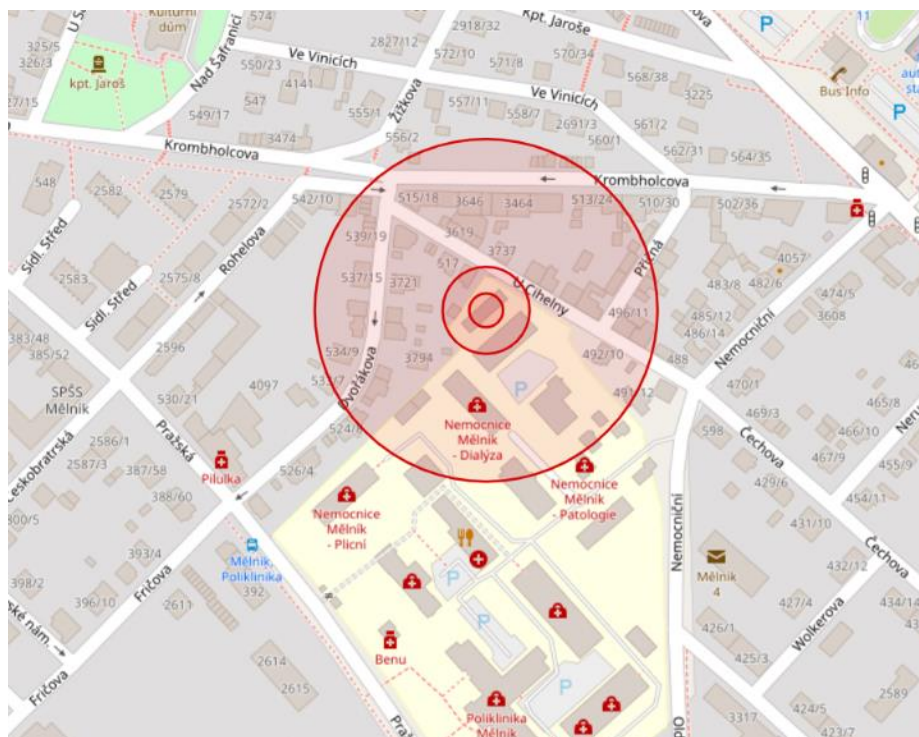 U Šafranice
Kulturní
dům
574
2918/32
kpt. Jaroše
11
325/5
326/3
kpt. Jaroš
Nad Šafranicí
Ve Vinicích
550/23
2827/12
572/10
570/34
571/8
568/38
Bus Info
4141
Ve Vinicích
3225
27/15
547
555/1
Žižkova
557/11
558/7
2691/3
561/2
549/17
3474
556/2
560/1
562/31
564/35
Krombholcova
Krombholcova
548
2582
2579
2572/2
542/10
515/18
3646
3464
513/24
510/30
502/36
Sídl. Střed
Rohelova
539/19
3619
3737
Příčná
4057
2583
2575/8
537/15
517
3721
U Cihelny
483/8
482/6
474/5
Sídl. Střed
496/11
485/12
3608
383/48
385/52
2596
534/9
3794
492/10
486/14
488
Nemocniční
SPŠS
Mělník
4097
Dvořákova
491/12
470/1
465/8
530/21
Nemocnice
Mělník
- Dialýza
469/3
466/10
Českobratrská
2586/1
2587/3
387/58
Pražská
524/8
598
Čechova
467/9
455/9
Pilulka
526/4
Nemocnice
Mělník
- Patologie
429/6
454/11
388/60
Nemocnice
Mělník
- Plicní
431/10
393/4
Mělník,
Poliklinika
Nemocniční
Mělník
4
Čechova
398/2
Fričova
392
432/12
396/10
2611
427/4
Wolkerova
434/14
426/1
Benu
425/3
2614
Fričova
2615
Poliklinika
Mělník
2589
3317
424/5
423/7